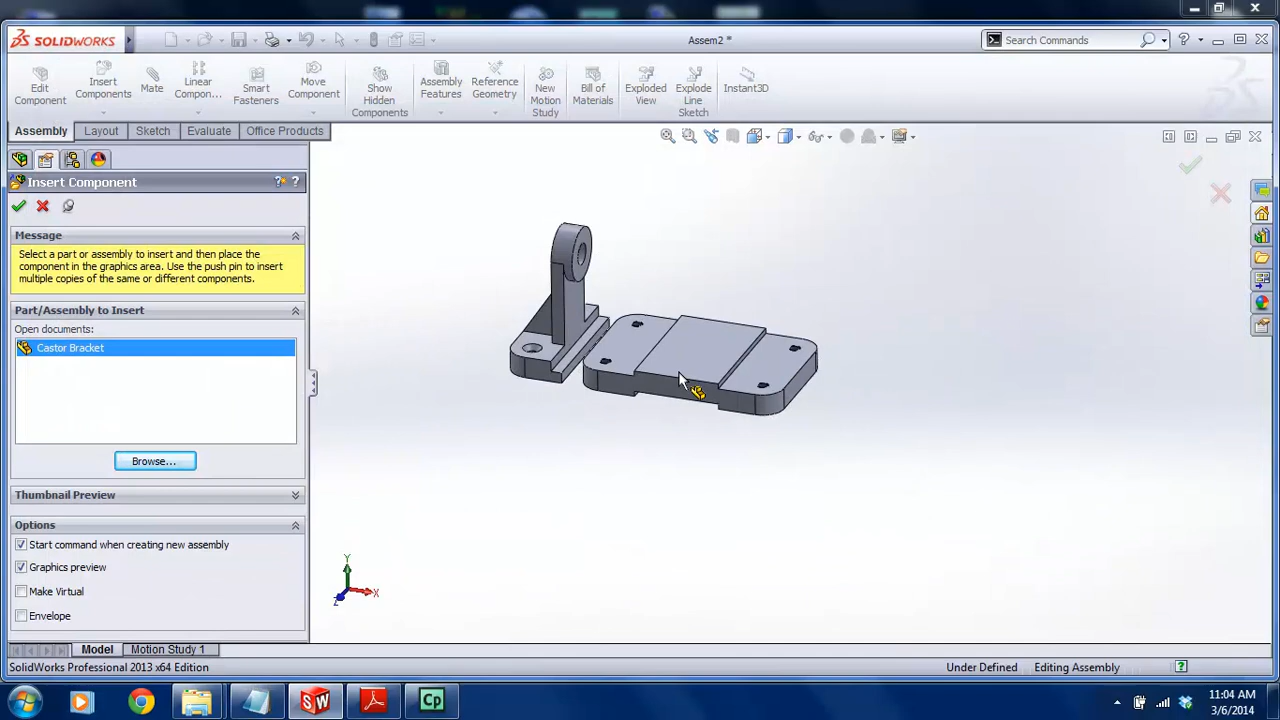 SOLIDWORKS
Assem2 *
Search Commands
?
Edit Component
Insert Components
Mate
Linear Compon...
Smart Fasteners
Move Component
Show Hidden Components
Assembly Features
Reference Geometry
New Motion Study
Bill of Materials
Exploded View
Explode Line Sketch
Instant3D
Assembly Layout Sketch Evaluate Office Products
Insert Component
?
Message
Select a part or assembly to insert and then place the
component in the graphics area. Use the push pin to insert
multiple copies of the same or different components.
Part/Assembly to Insert
Open documents:
Castor Bracket
Browse...
Thumbnail Preview
Options
Start command when creating new assembly
Graphics preview
Make Virtual
Envelope
Y
X
Z
Model Motion Study 1
SolidWorks Professional 2013 x64 Edition
Under Defined
Editing Assembly
?
SW
Cp
11:04 AM
3/6/2014